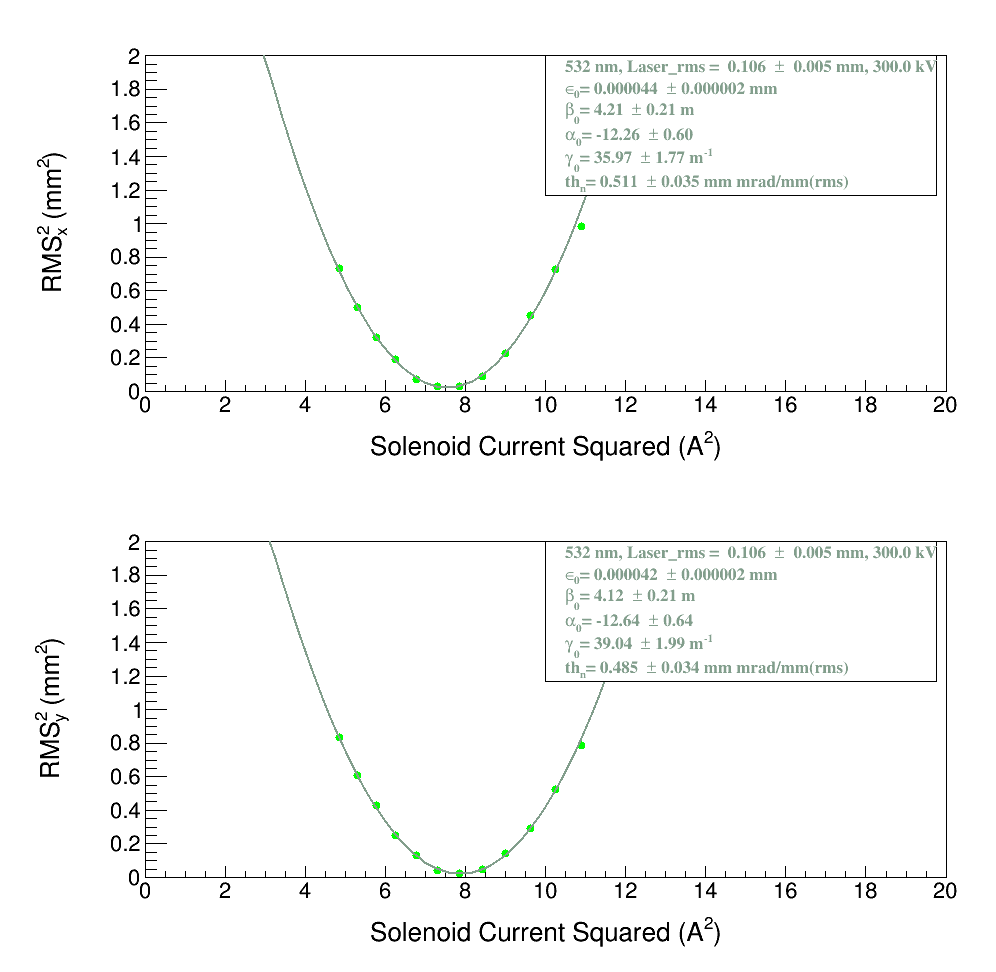 2
1.8
1.6
1.4
1.2
1
0.8
0.6
0.4
0.2
0
RMS²ₓ (mm²)
532 nm, Laser_rms = 0.106 ± 0.005 mm, 300.0 kV
ε₀= 0.000044 ± 0.000002 mm
β₀= 4.21 ± 0.21 m
α₀= -12.26 ± 0.60
γ₀= 35.97 ± 1.77 m⁻¹
thₙ= 0.511 ± 0.035 mm mrad/mm(rms)
0 2 4 6 8 10 12 14 16 18 20
Solenoid Current Squared (A²)
2
1.8
1.6
1.4
1.2
1
0.8
0.6
0.4
0.2
0
RMS²y (mm²)
532 nm, Laser_rms = 0.106 ± 0.005 mm, 300.0 kV
ε₀= 0.000042 ± 0.000002 mm
β₀= 4.12 ± 0.21 m
α₀= -12.64 ± 0.64
γ₀= 39.04 ± 1.99 m⁻¹
thₙ= 0.485 ± 0.034 mm mrad/mm(rms)
0 2 4 6 8 10 12 14 16 18 20
Solenoid Current Squared (A²)